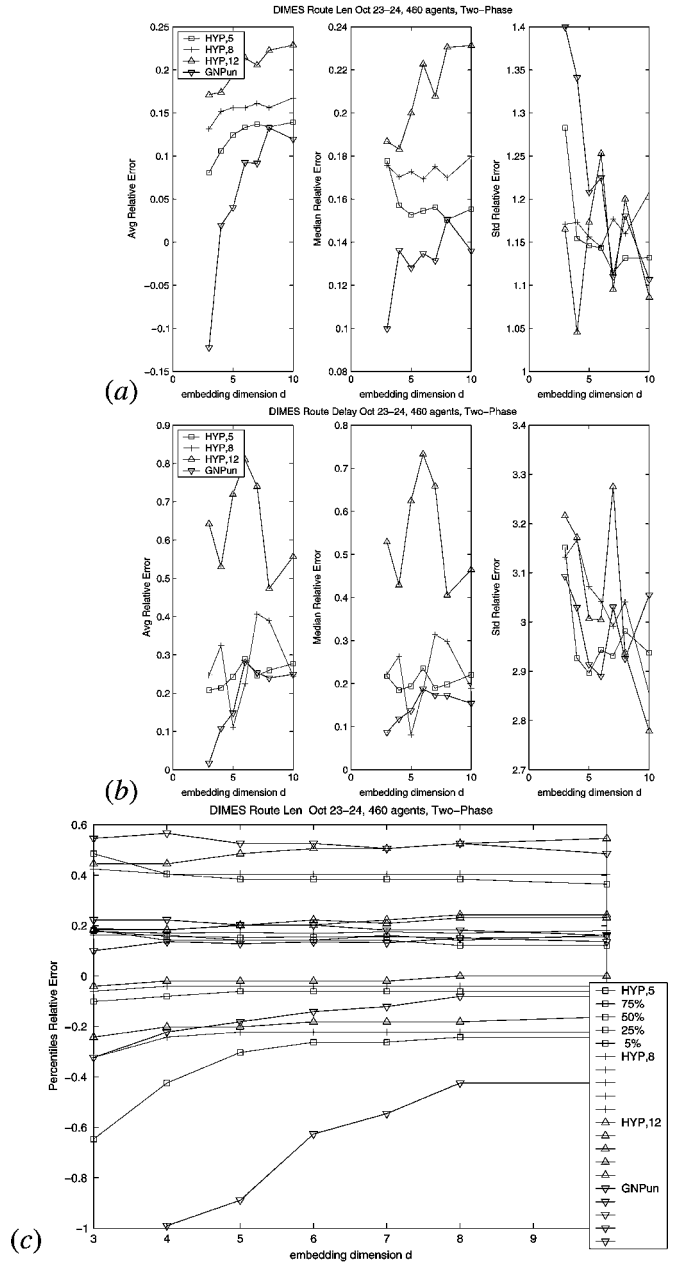 DIMES Route Len Oct 23-24, 460 agents, Two-Phase
HYP,5
HYP,8
HYP,12
GNPun
Avg Relative Error
0.25
0.2
0.15
0.1
0.05
0
-0.05
-0.1
-0.15
0 5 10
embedding dimension d
Median Relative Error
0.24
0.22
0.2
0.18
0.16
0.14
0.12
0.1
0.08
0 5 10
embedding dimension d
Std Relative Error
1.4
1.35
1.3
1.25
1.2
1.15
1.1
1.05
1
0 5 10
embedding dimension d
(a)
DIMES Route Delay Oct 23-24, 460 agents, Two-Phase
HYP,5
HYP,8
HYP,12
GNPun
Avg Relative Error
0.9
0.8
0.7
0.6
0.5
0.4
0.3
0.2
0.1
0
0 5 10
embedding dimension d
Median Relative Error
0.8
0.7
0.6
0.5
0.4
0.3
0.2
0.1
0
0 5 10
embedding dimension d
Std Relative Error
3.4
3.3
3.2
3.1
3
2.9
2.8
2.7
0 5 10
embedding dimension d
(b)
DIMES Route Len Oct 23-24, 460 agents, Two-Phase
Percentiles Relative Error
0.6
0.4
0.2
0
-0.2
-0.4
-0.6
-0.8
-1
3 4 5 6 7 8 9
embedding dimension d
HYP,5
75%
50%
25%
5%
HYP,8
HYP,12
GNPun
(c)